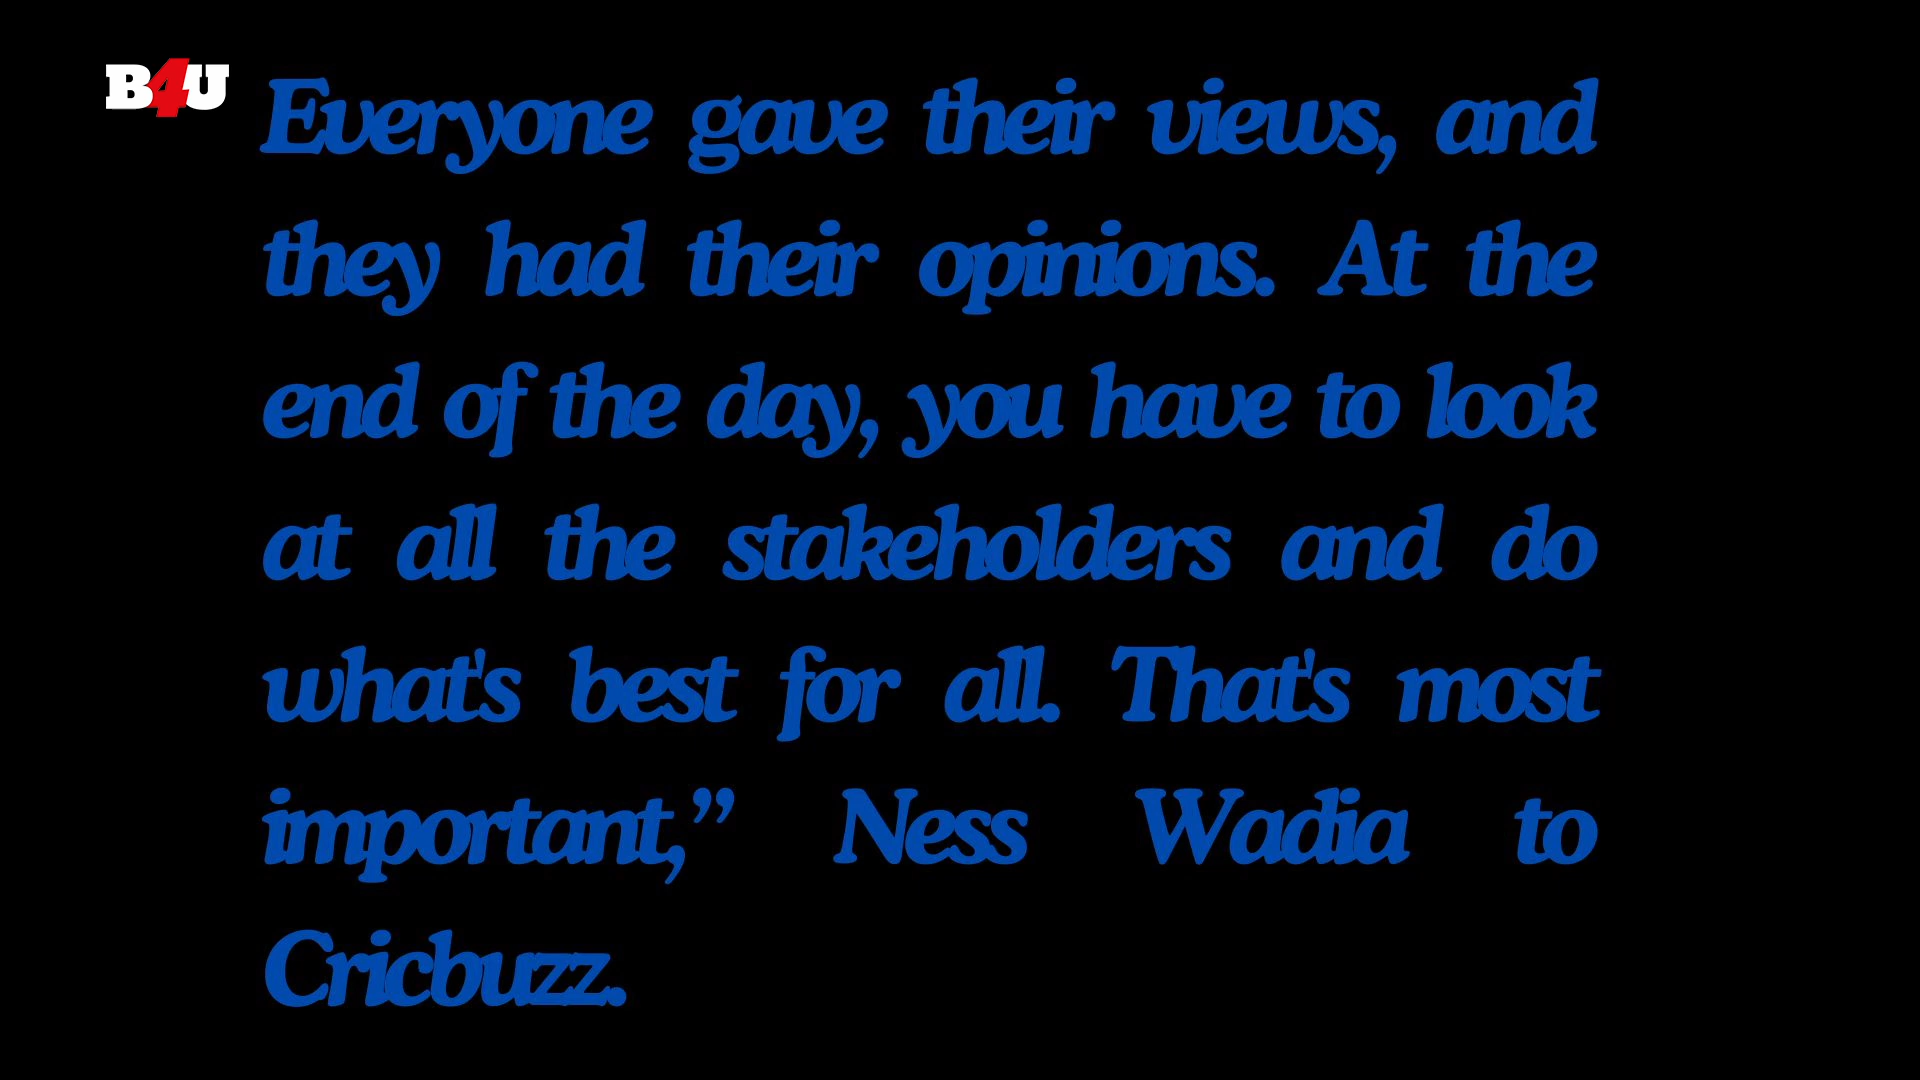 B4U
Everyone gave their views, and
they had their opinions. At the
end of the day, you have to look
at all the stakeholders and do
what's best for all. That's most
important,” Ness Wadia to
Cricbuzz.